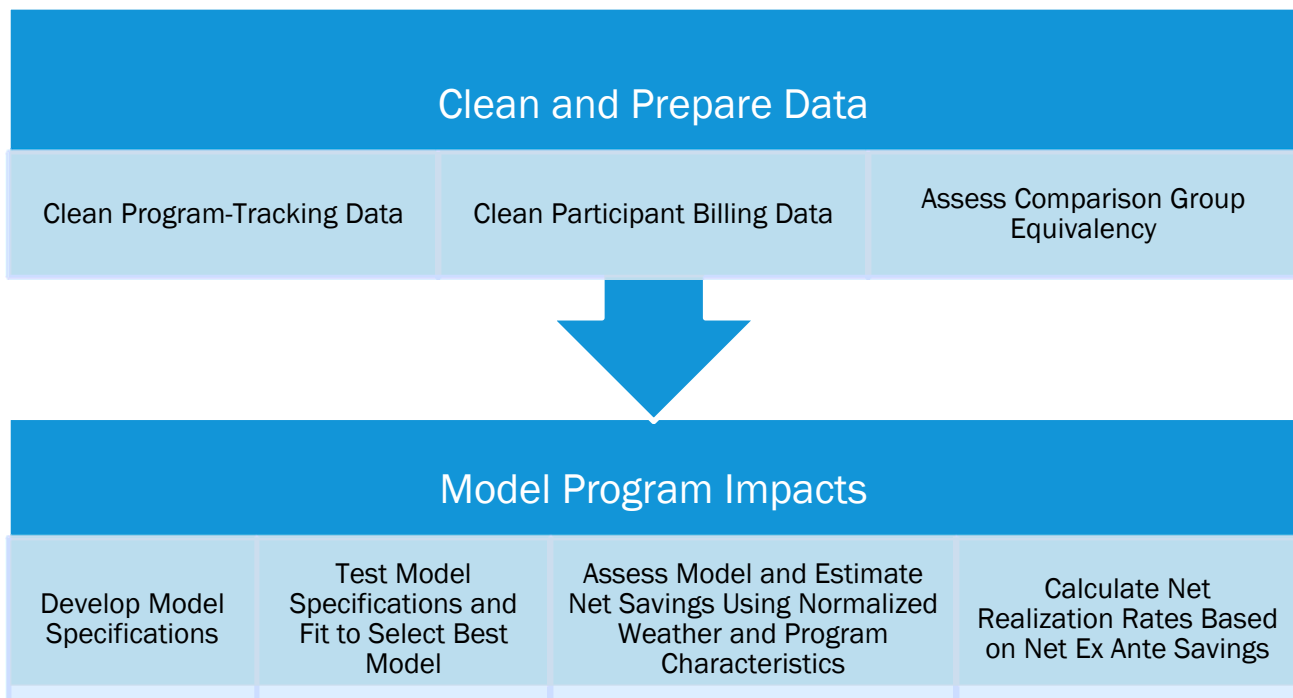 Clean and Prepare Data
Clean Program-Tracking Data
Clean Participant Billing Data
Assess Comparison Group
Equivalency
Model Program Impacts
Develop Model
Specifications
Test Model
Specifications and
Fit to Select Best
Model
Assess Model and Estimate
Net Savings Using Normalized
Weather and Program
Characteristics
Calculate Net
Realization Rates Based
on Net Ex Ante Savings